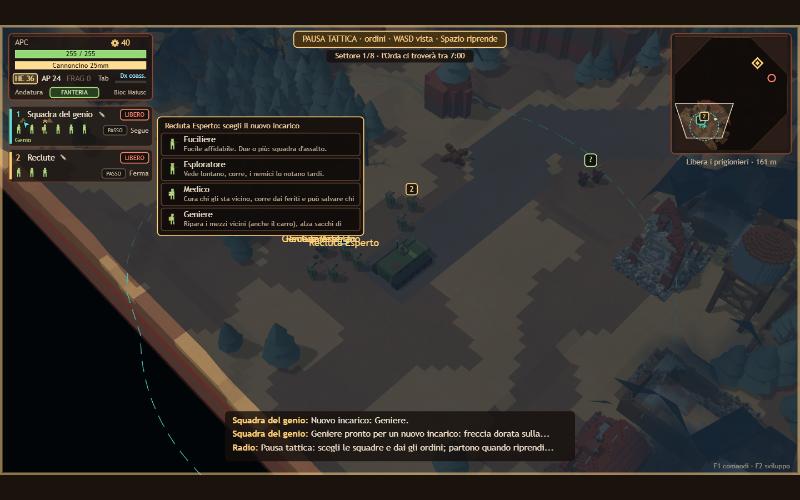 PAUSA TATTICA · ordini · WASD vista · Spazio riprende
Settore 1/8 · l'Orda ci troverà tra 7:00
APC
40
255 / 255
Cannoncino 25mm
HE 36
AP 24
FRAG 0
Tab
Dx coass.
Andatura
FANTERIA
Bloc Maiusc
1 Squadra del genio
LIBERO
PASSO
Segue
Genio
2 Reclute
LIBERO
PASSO
Ferma
Recluta Esperto: scegli il nuovo incarico
Fuciliere
Fucile affidabile. Due o più: squadra d'assalto.
Esploratore
Vede lontano, corre, i nemici lo notano tardi.
Medico
Cura chi gli sta vicino, corre dai feriti e può salvare chi
Geniere
Ripara i mezzi vicini (anche il carro), alza sacchi di
Recluta Esperto
2
?
2
Libera i prigionieri · 161 m
Squadra del genio: Nuovo incarico: Geniere.
Squadra del genio: Geniere pronto per un nuovo incarico: freccia dorata sulla...
Radio: Pausa tattica: scegli le squadre e dai gli ordini; partono quando riprendi...
F1 comandi · F2 sviluppo